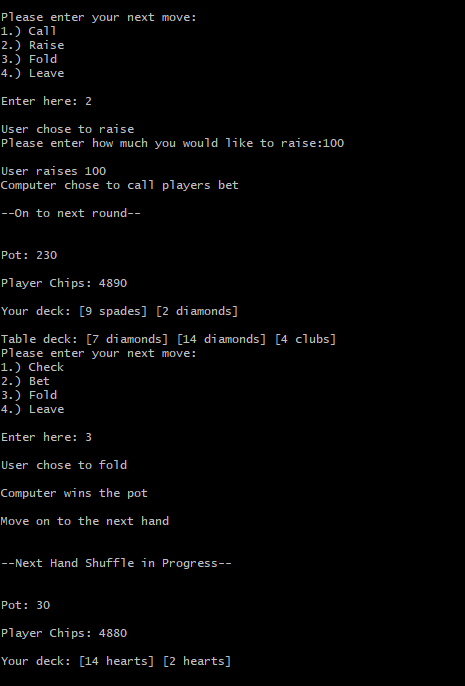 Please enter your next move:
1.) Call
2.) Raise
3.) Fold
4.) Leave
Enter here: 2
User chose to raise
Please enter how much you would like to raise:100
User raises 100
Computer chose to call players bet
--On to next round--
Pot: 230
Player Chips: 4890
Your deck: [9 spades] [2 diamonds]
Table deck: [7 diamonds] [14 diamonds] [4 clubs]
Please enter your next move:
1.) Check
2.) Bet
3.) Fold
4.) Leave
Enter here: 3
User chose to fold
Computer wins the pot
Move on to the next hand
--Next Hand Shuffle in Progress--
Pot: 30
Player Chips: 4880
Your deck: [14 hearts] [2 hearts]